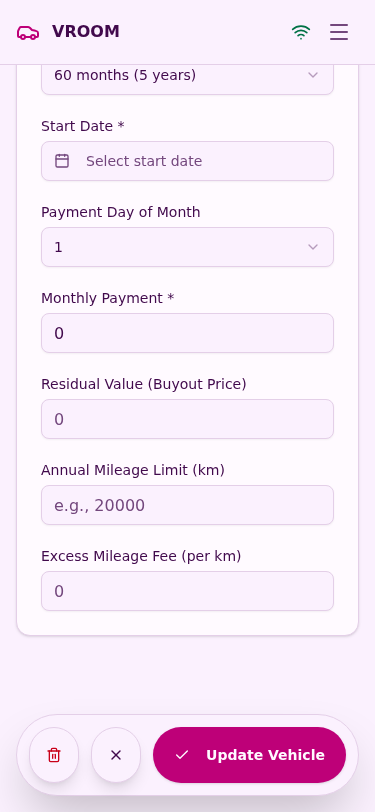 VROOM
60 months (5 years)
Start Date *
Select start date
Payment Day of Month
1
Monthly Payment *
0
Residual Value (Buyout Price)
0
Annual Mileage Limit (km)
e.g., 20000
Excess Mileage Fee (per km)
0
Update Vehicle